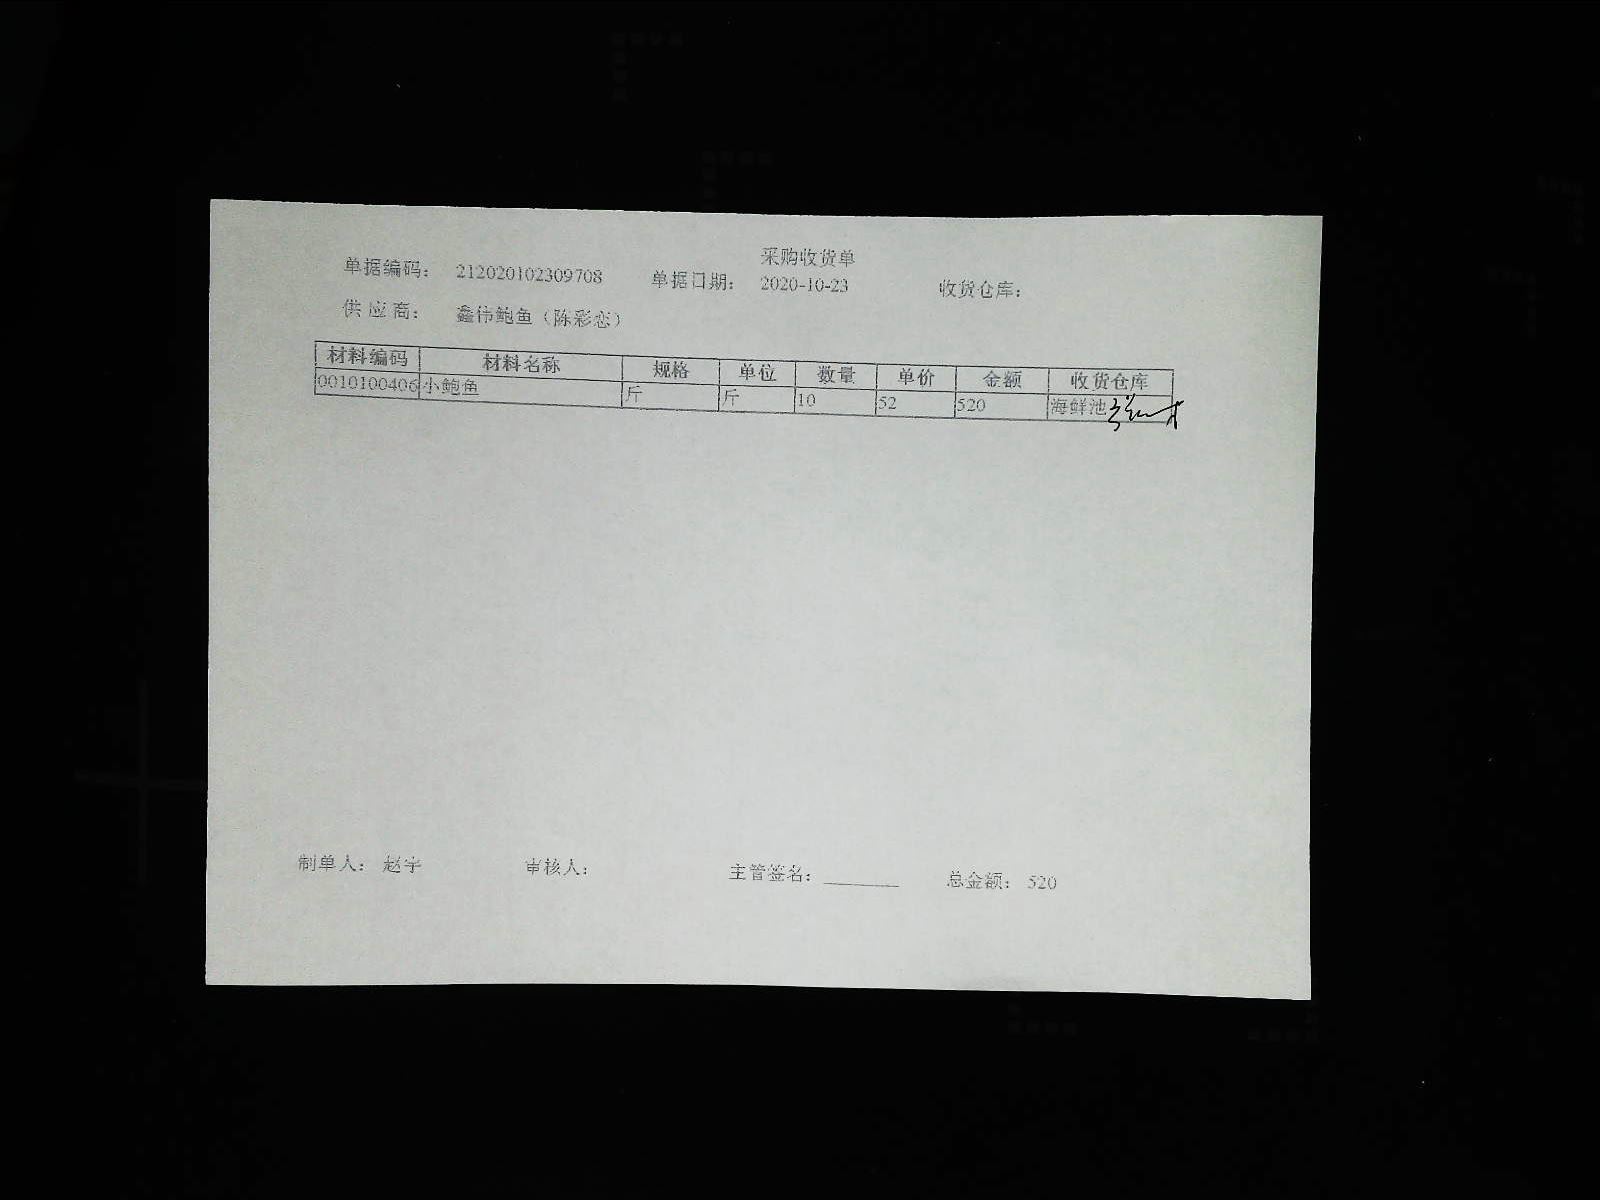 采购收货单
单据编码： 212020102309708 单据日期： 2020-10-23 收货仓库：
供 应 商： 鑫伟鲍鱼（陈彩恋）
材料编码 材料名称 规格 单位 数量 单价 金额 收货仓库
0010100406 小鲍鱼 斤 斤 10 52 520 海鲜池
制单人： 赵宇 审核人： 主管签名： ________ 总金额： 520